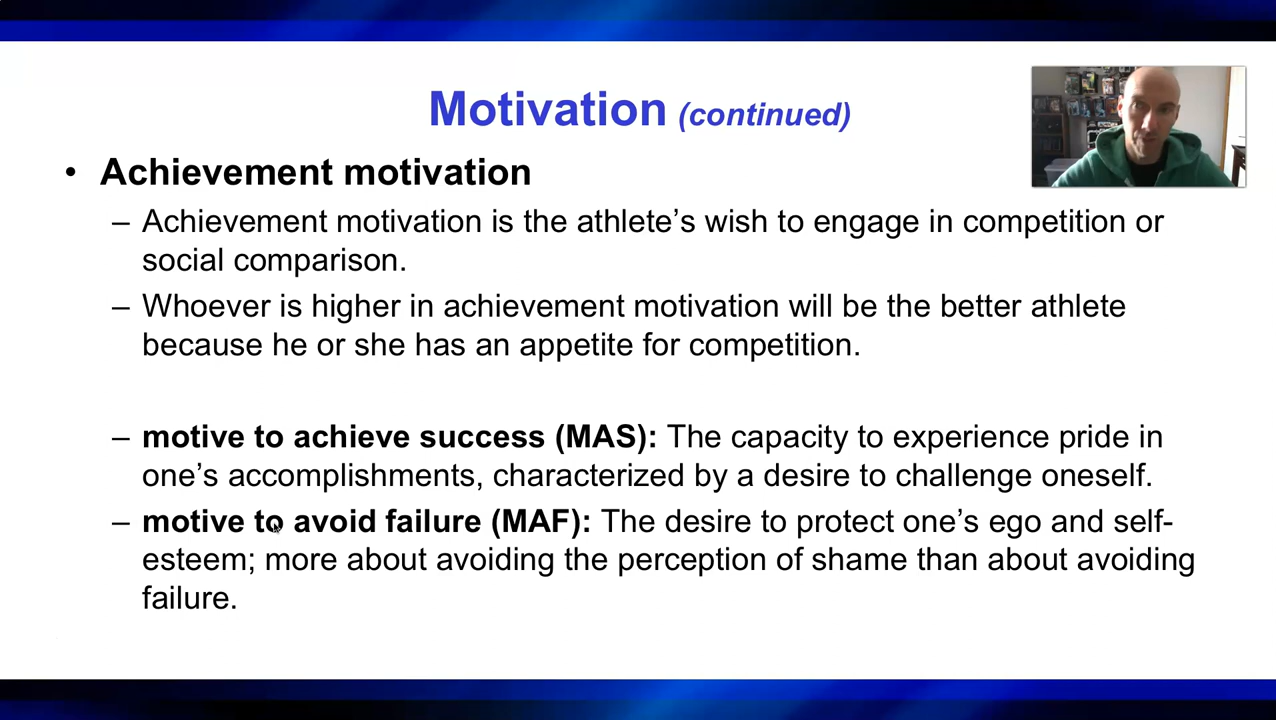 Motivation (continued)
• Achievement motivation
– Achievement motivation is the athlete’s wish to engage in competition or
social comparison.
– Whoever is higher in achievement motivation will be the better athlete
because he or she has an appetite for competition.
– motive to achieve success (MAS): The capacity to experience pride in
one’s accomplishments, characterized by a desire to challenge oneself.
– motive to avoid failure (MAF): The desire to protect one’s ego and self-
esteem; more about avoiding the perception of shame than about avoiding
failure.